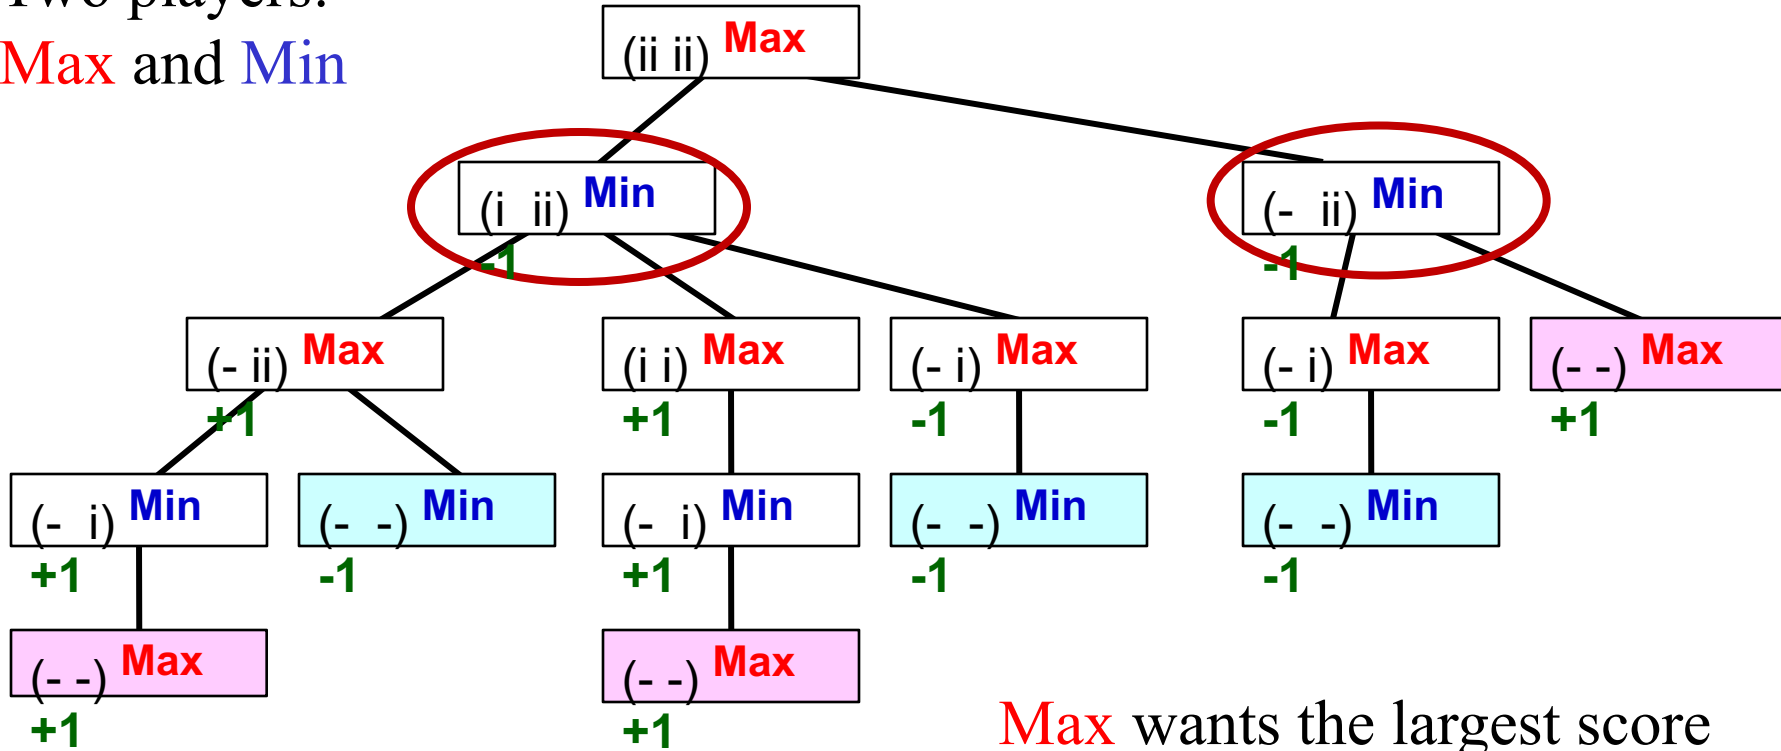 Two players:
Max and Min
(ii ii) Max
(i ii) Min
-1
(- ii) Min
-1
(- ii) Max
+1
(i i) Max
+1
(- i) Max
-1
(- i) Max
-1
(- -) Max
+1
(- i) Min
+1
(- -) Min
-1
(- i) Min
+1
(- -) Min
-1
(- -) Min
-1
(- -) Max
+1
(- -) Max
+1
Max wants the largest score